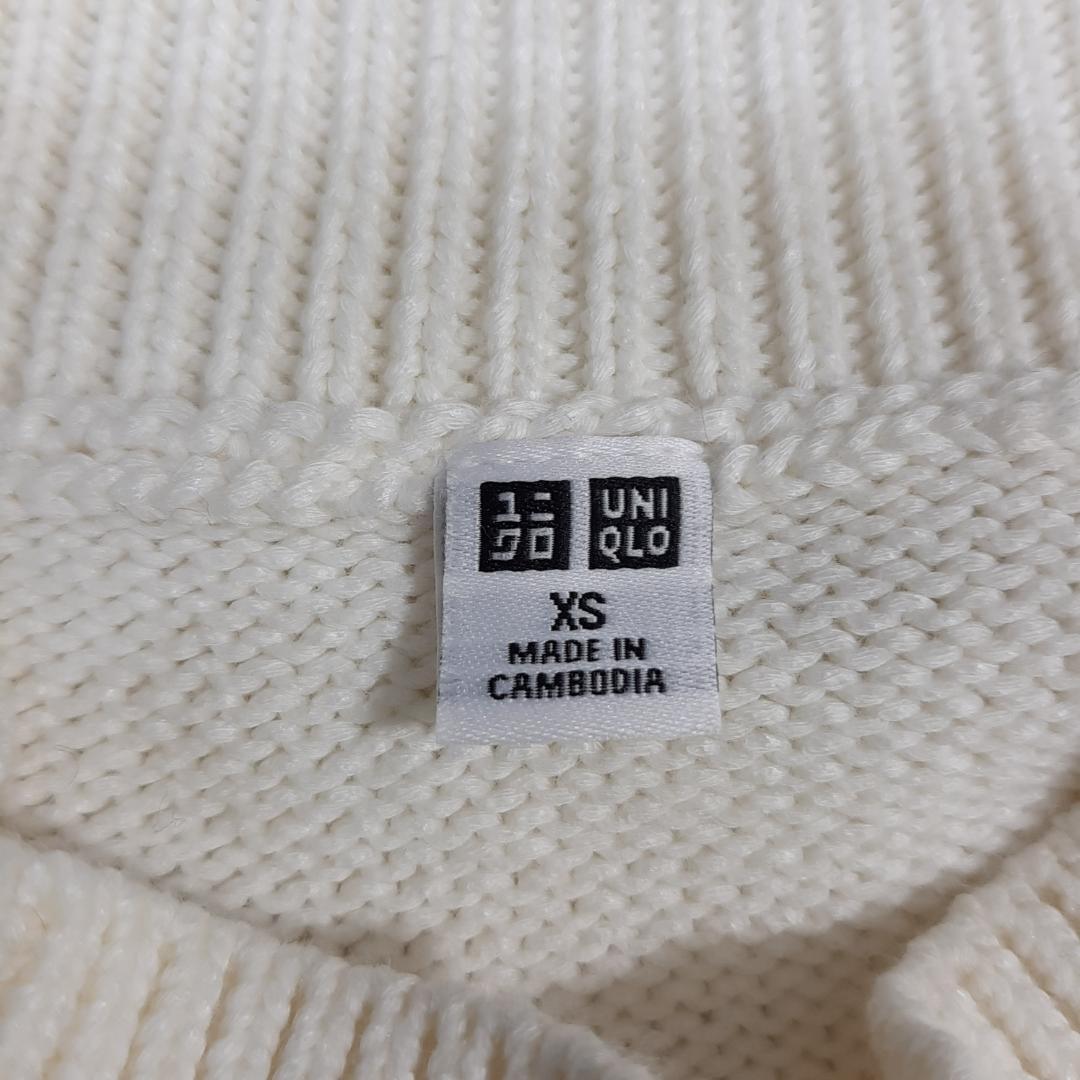 ユニ UNI
クロ QLO
XS
MADE IN
CAMBODIA